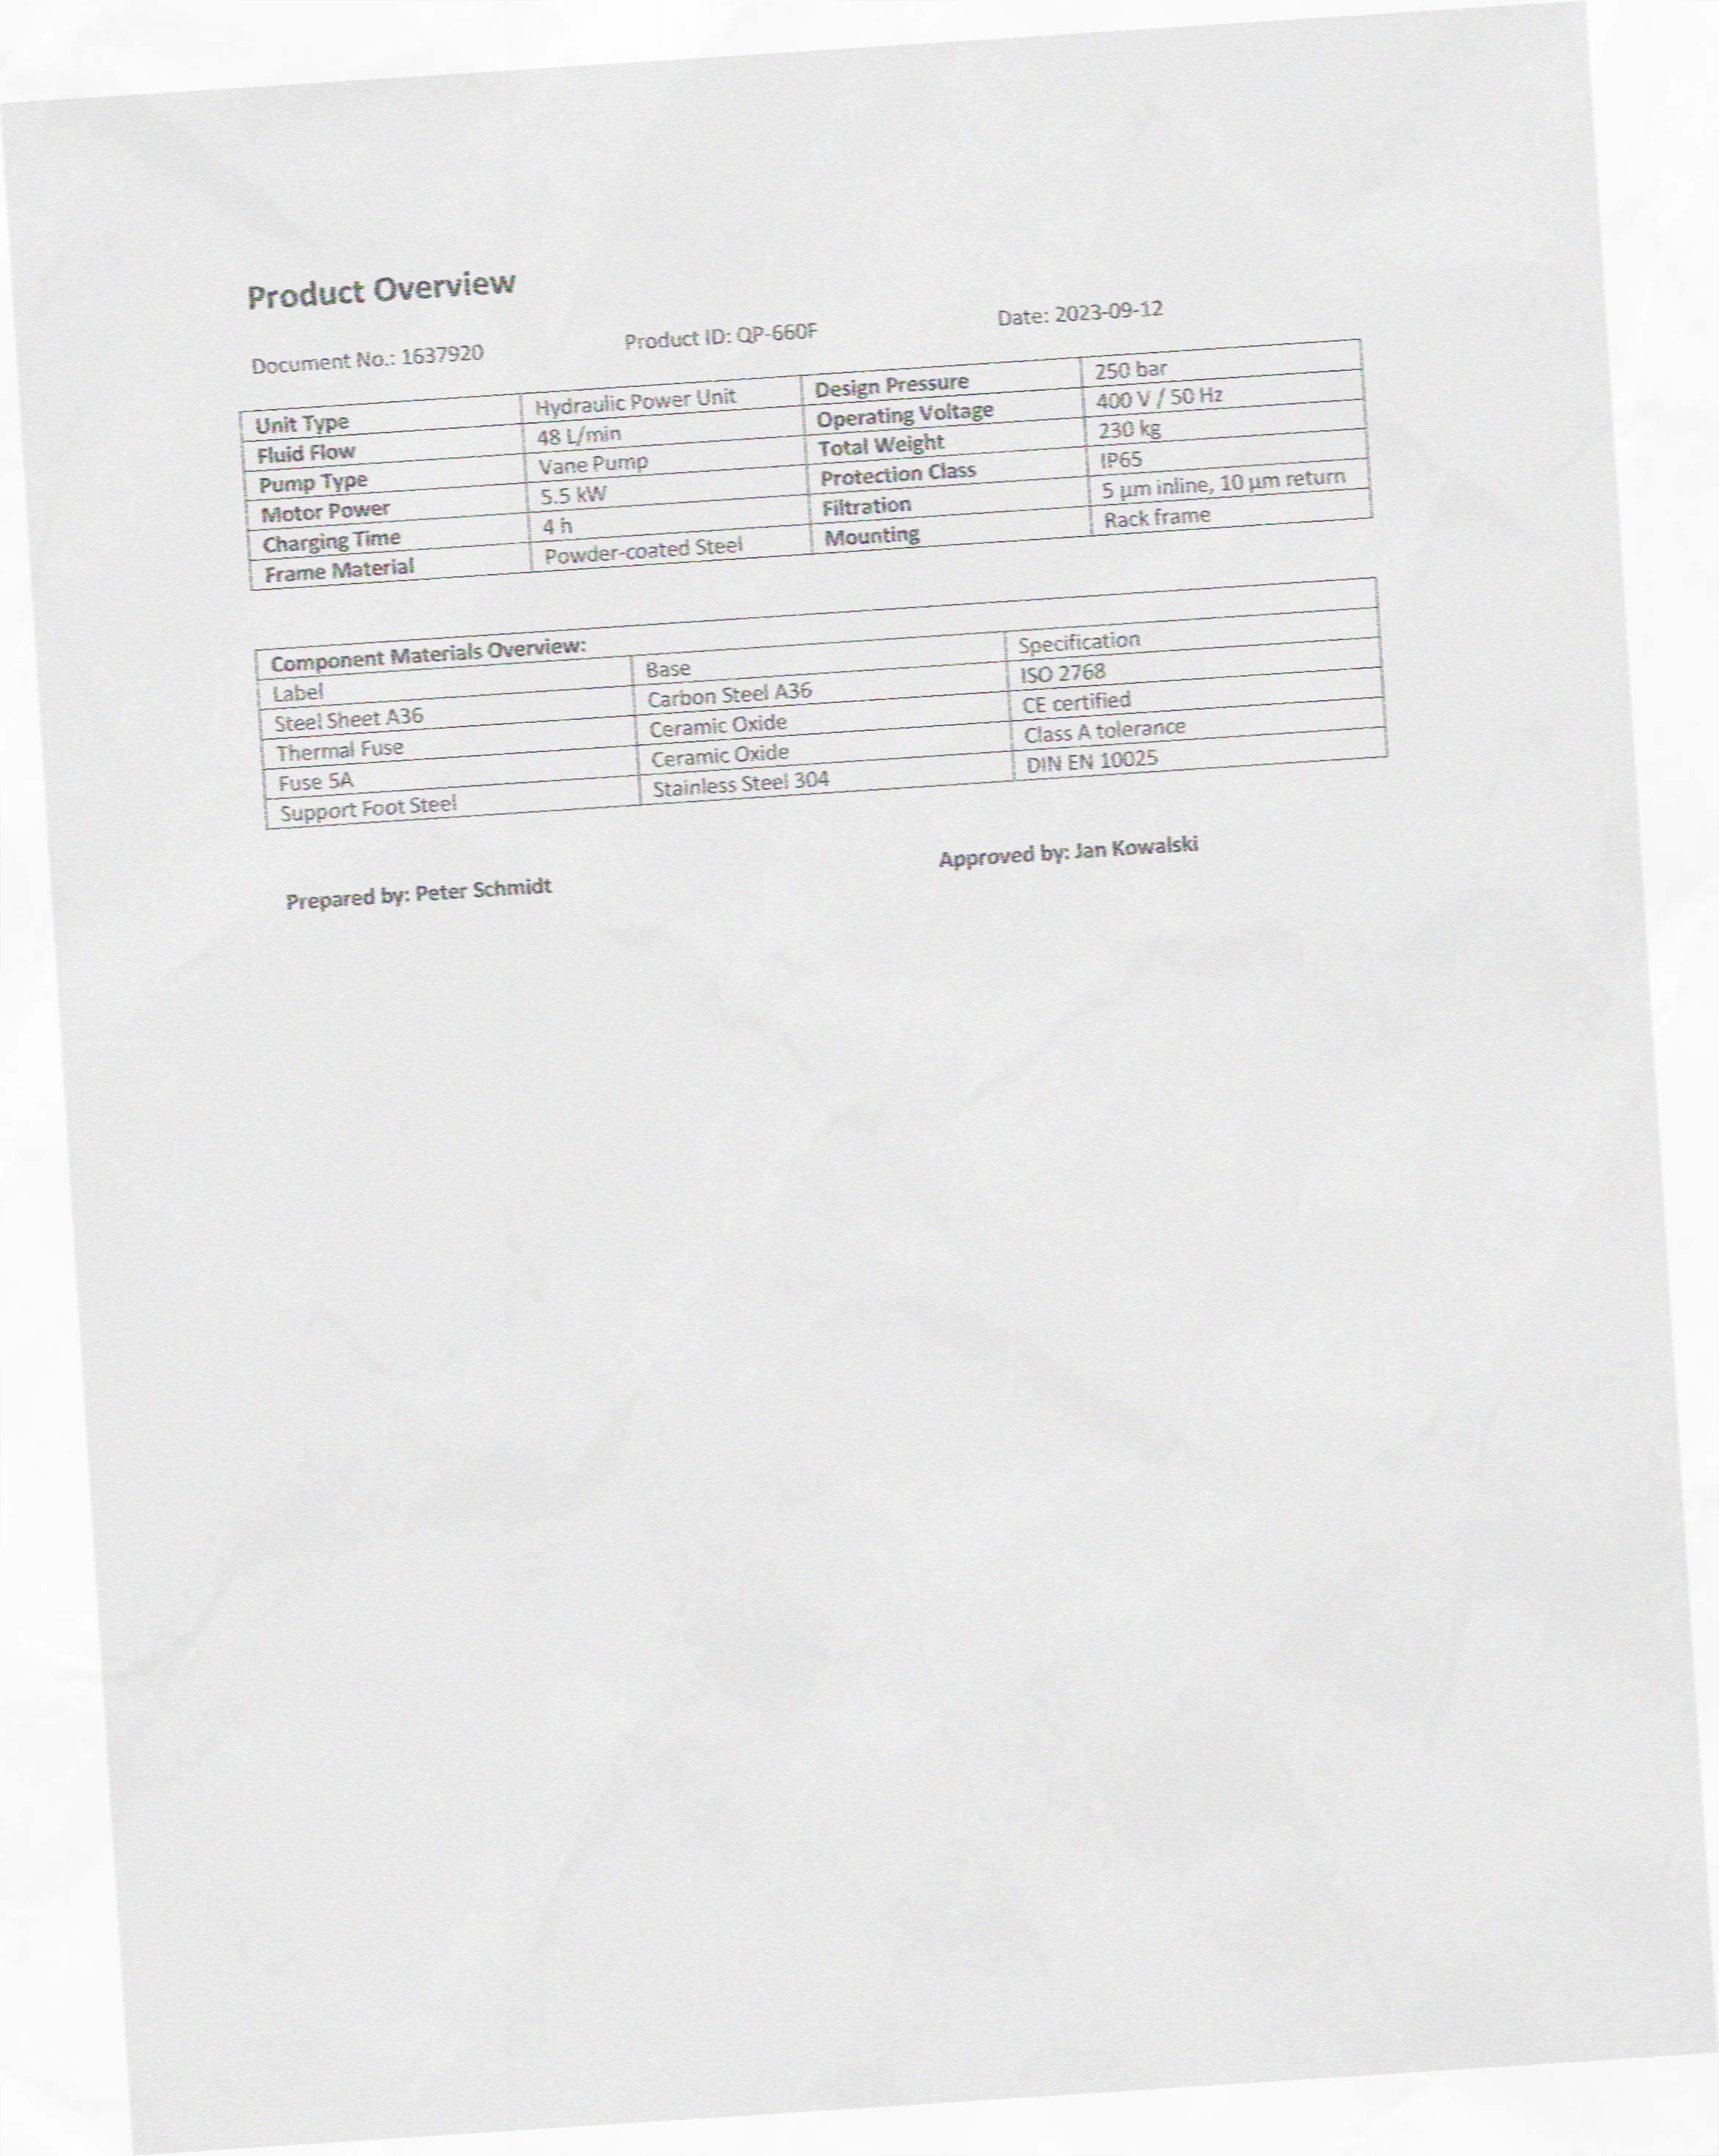 Product Overview
Document No.: 1637920 Product ID: QP-660F Date: 2023-09-12
Unit Type Hydraulic Power Unit Design Pressure 250 bar
Fluid Flow 48 L/min Operating Voltage 400 V / 50 Hz
Pump Type Vane Pump Total Weight 230 kg
Motor Power 5.5 kW Protection Class IP65
Charging Time 4 h Filtration 5 µm inline, 10 µm return
Frame Material Powder-coated Steel Mounting Rack frame
Component Materials Overview:
Label Base Specification
Steel Sheet A36 Carbon Steel A36 ISO 2768
Thermal Fuse Ceramic Oxide CE certified
Fuse 5A Ceramic Oxide Class A tolerance
Support Foot Steel Stainless Steel 304 DIN EN 10025
Prepared by: Peter Schmidt Approved by: Jan Kowalski